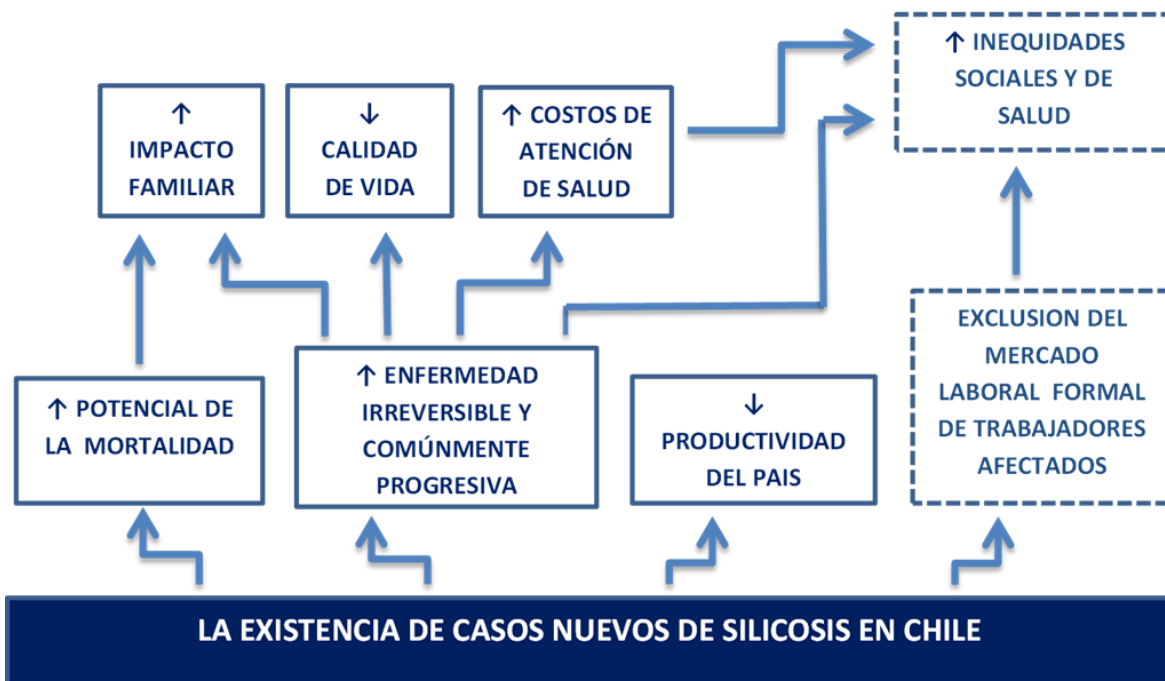 ↑ INEQUIDADES
SOCIALES Y DE
SALUD
↑
IMPACTO
FAMILIAR
↓
CALIDAD
DE VIDA
↑ COSTOS DE
ATENCIÓN
DE SALUD
↑ POTENCIAL DE
LA MORTALIDAD
↑ ENFERMEDAD
IRREVERSIBLE Y
COMÚNMENTE
PROGRESIVA
↓
PRODUCTIVIDAD
DEL PAIS
EXCLUSION DEL
MERCADO
LABORAL FORMAL
DE TRABAJADORES
AFECTADOS
LA EXISTENCIA DE CASOS NUEVOS DE SILICOSIS EN CHILE